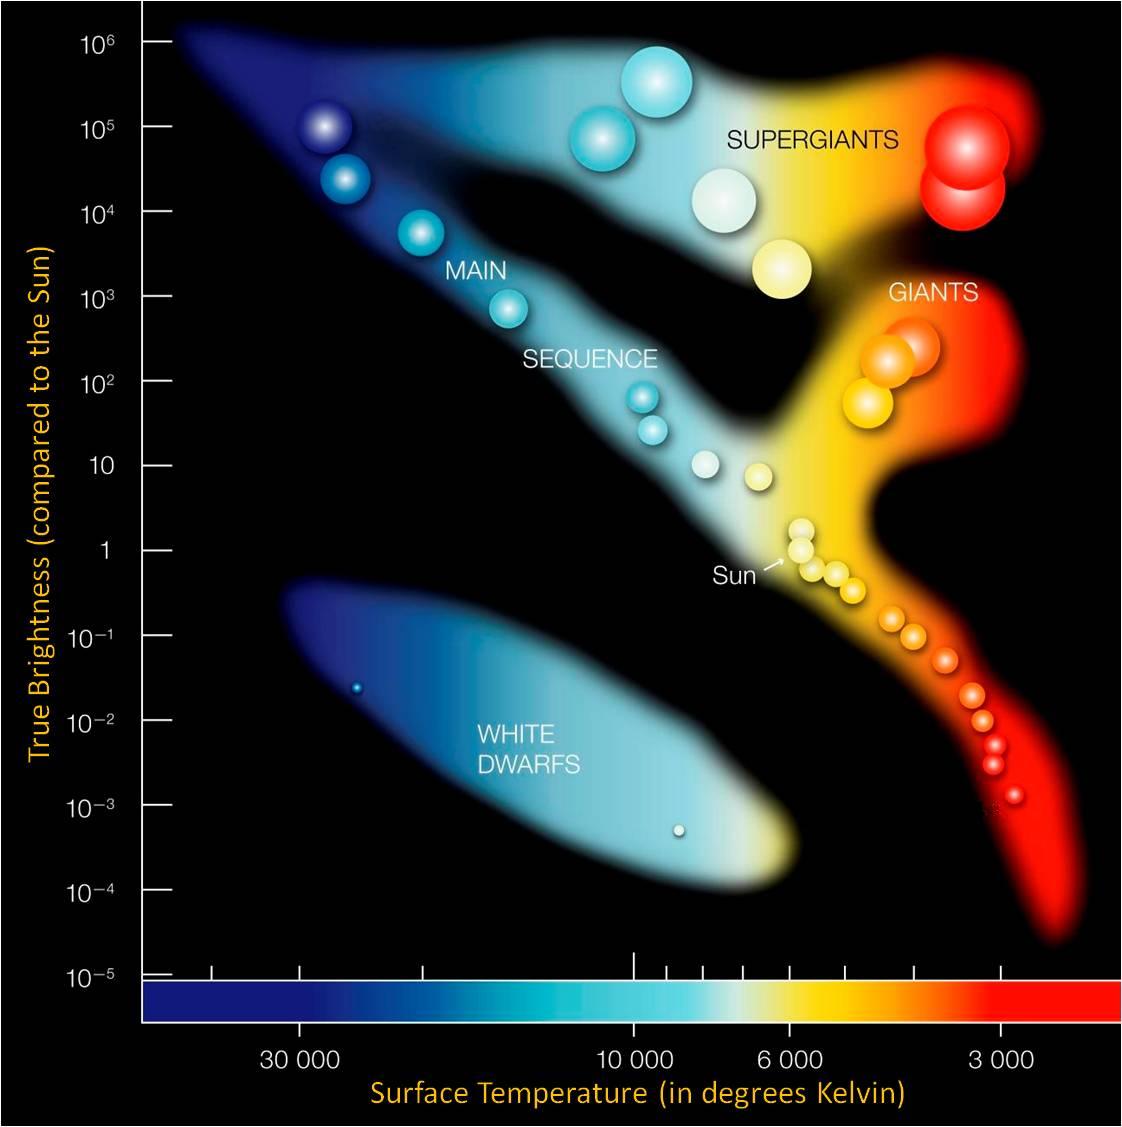 10⁶
10⁵
10⁴
10³
10²
10
1
10⁻¹
10⁻²
10⁻³
10⁻⁴
10⁻⁵
True Brightness (compared to the Sun)
SUPERGIANTS
MAIN
GIANTS
SEQUENCE
Sun
WHITE
DWARFS
30 000 10 000 6 000 3 000
Surface Temperature (in degrees Kelvin)